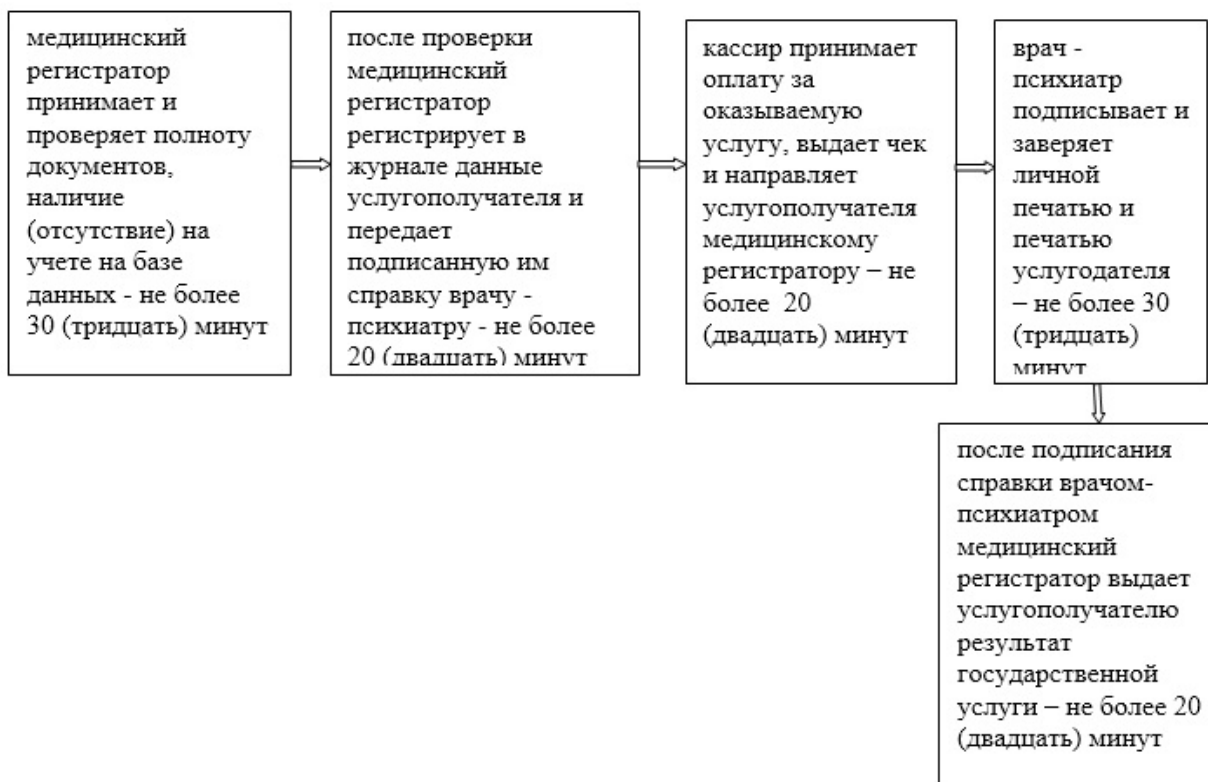 медицинский
регистратор
принимает и
проверяет полноту
документов,
наличие
(отсутствие) на
учете на базе
данных - не более
30 (тридцать) минут
после проверки
медицинский
регистратор
регистрирует в
журнале данные
услугополучателя и
передает
подписанную им
справку врачу -
психиатру - не более
20 (двадцать) минут
кассир принимает
оплату за
оказываемую
услугу, выдает чек
и направляет
услугополучателя
медицинскому
регистратору – не
более 20
(двадцать) минут
врач -
психиатр
подписывает и
заверяет
личной
печатью и
печатью
услугодателя
– не более 30
(тридцать)
минут
после подписания
справки врачом-
психиатром
медицинский
регистратор выдает
услугополучателю
результат
государственной
услуги – не более 20
(двадцать) минут